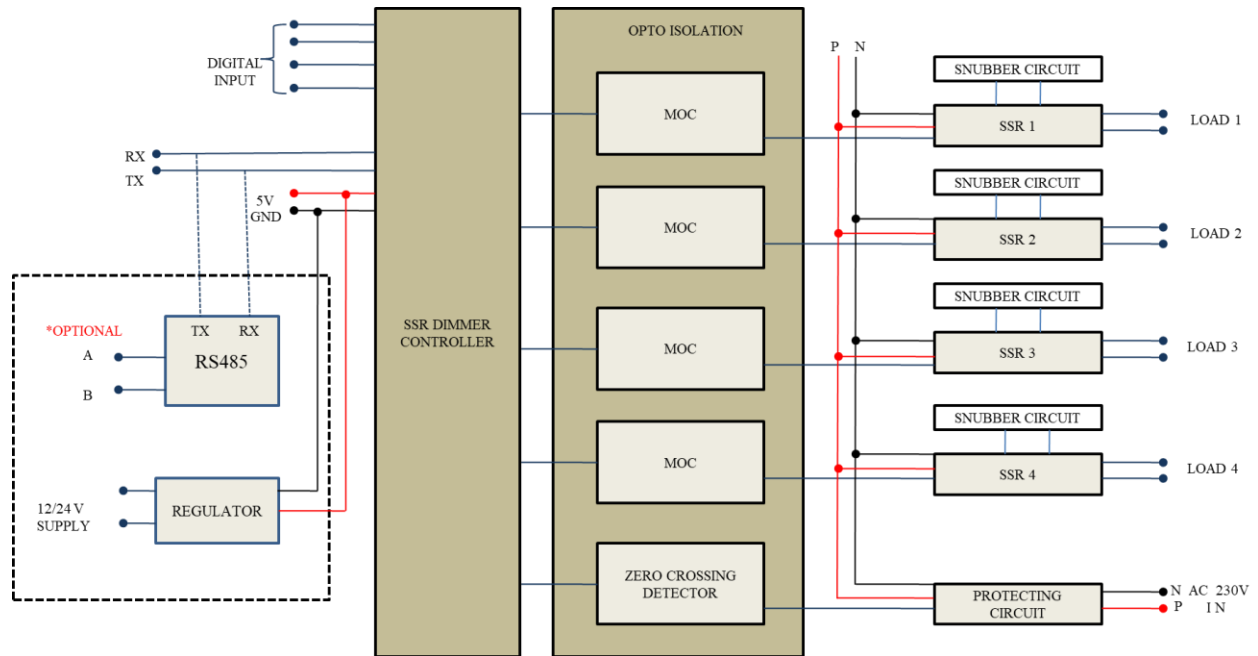 DIGITAL
INPUT
RX
TX
5V
GND
*OPTIONAL
A
B
TX RX
RS485
12/24 V
SUPPLY
REGULATOR
SSR DIMMER
CONTROLLER
OPTO ISOLATION
MOC
MOC
MOC
MOC
ZERO CROSSING
DETECTOR
P N
SNUBBER CIRCUIT
SSR 1
LOAD 1
SNUBBER CIRCUIT
SSR 2
LOAD 2
SNUBBER CIRCUIT
SSR 3
LOAD 3
SNUBBER CIRCUIT
SSR 4
LOAD 4
PROTECTING
CIRCUIT
N AC 230V
P IN